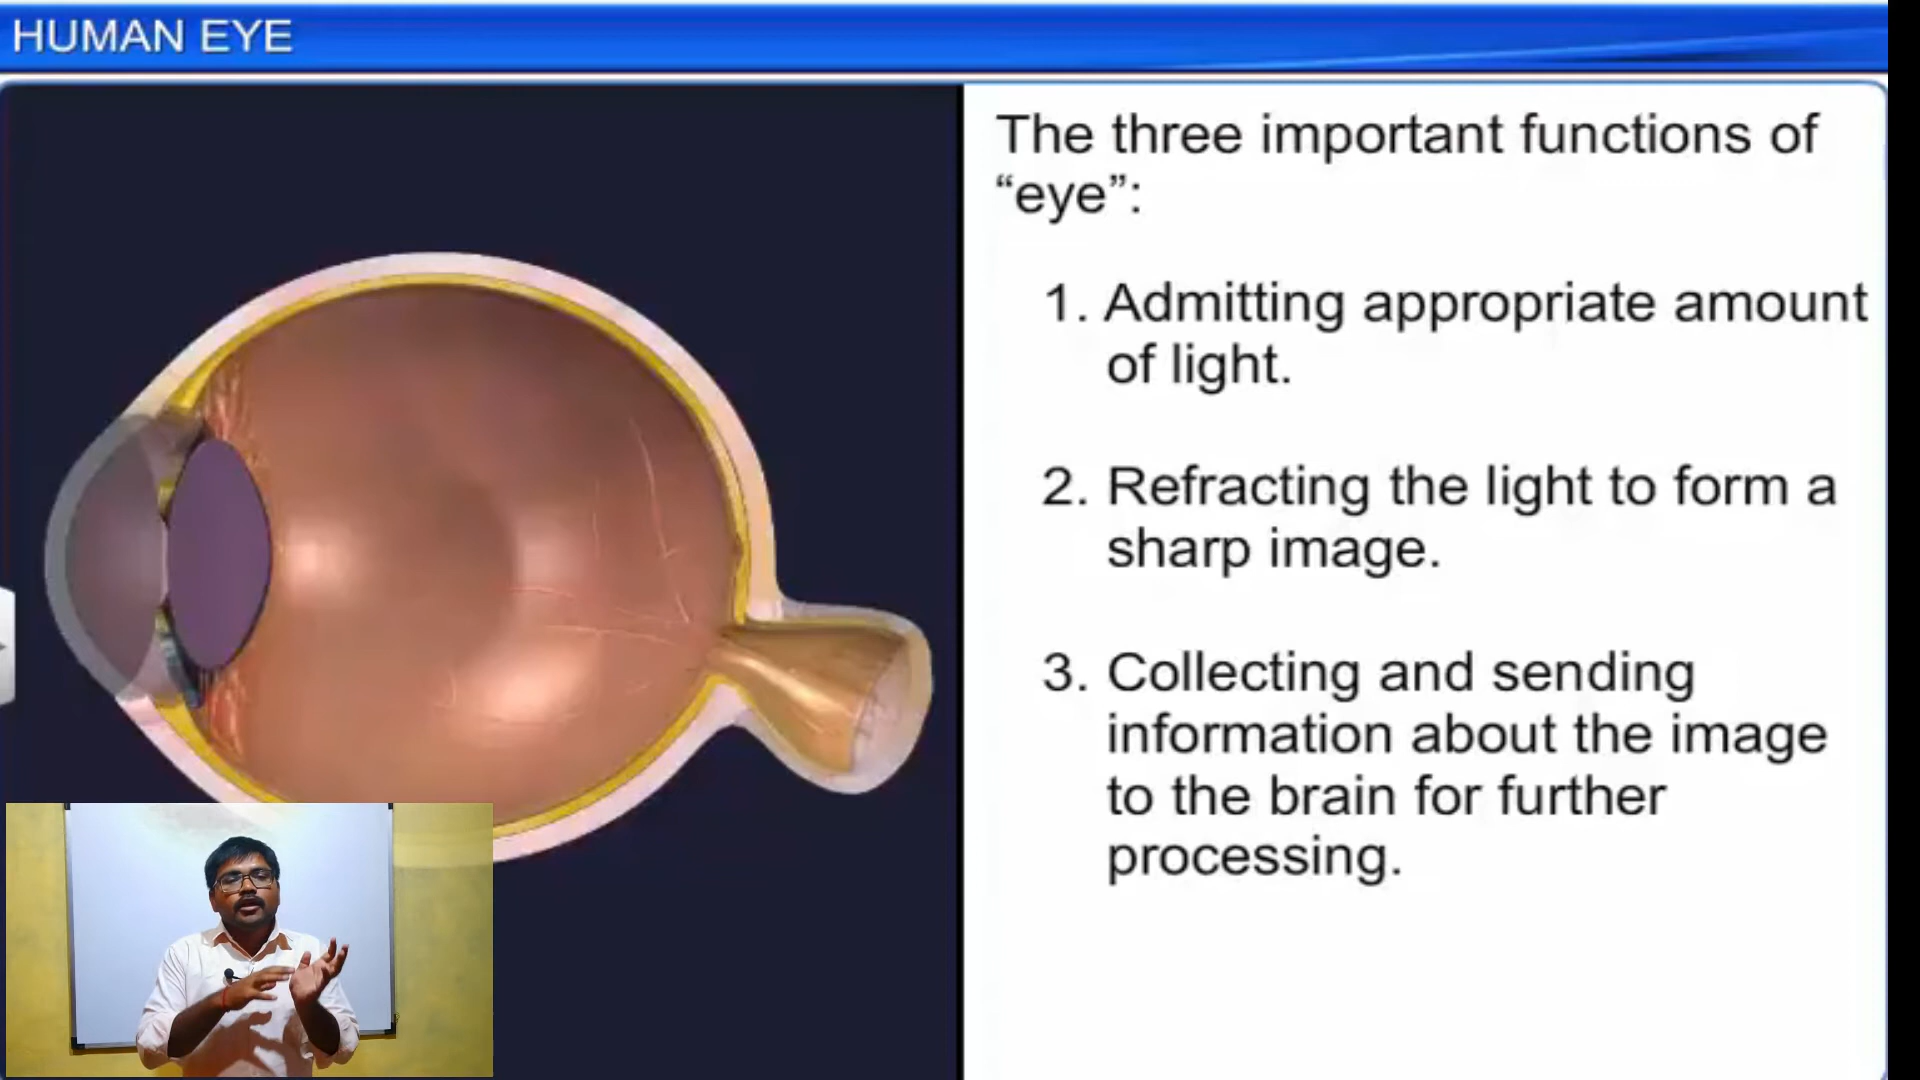 HUMAN EYE
The three important functions of
“eye”:
1. Admitting appropriate amount
of light.
2. Refracting the light to form a
sharp image.
3. Collecting and sending
information about the image
to the brain for further
processing.